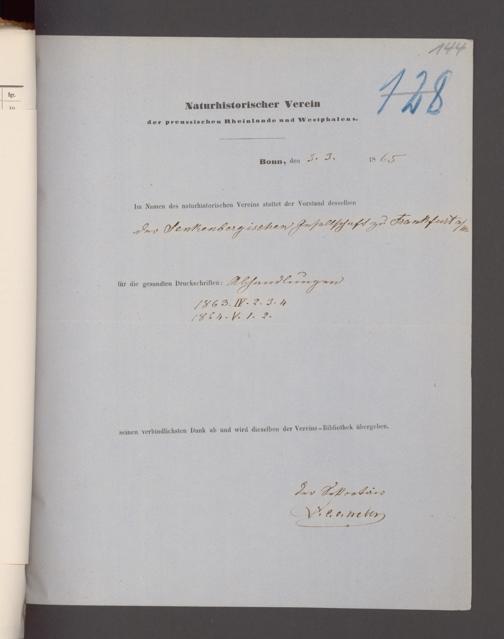 144
128
Naturhistorischer Verein
der preussischen Rheinlande und Westphalens.
Bonn, den 3. 3. 1865
Im Namen des naturhistorischen Vereins stattet der Vorstand desselben
der Senkenbergischen Gesellschaft zu Frankfurt a/M.
für die gesandten Druckschriften: Abhandlungen
1863. IV. 2. 3. 4
1864. V. 1. 2.
seinen verbindlichsten Dank ab und wird dieselben der Vereins-Bibliothek übergeben.
Der Sekretär
fgr.